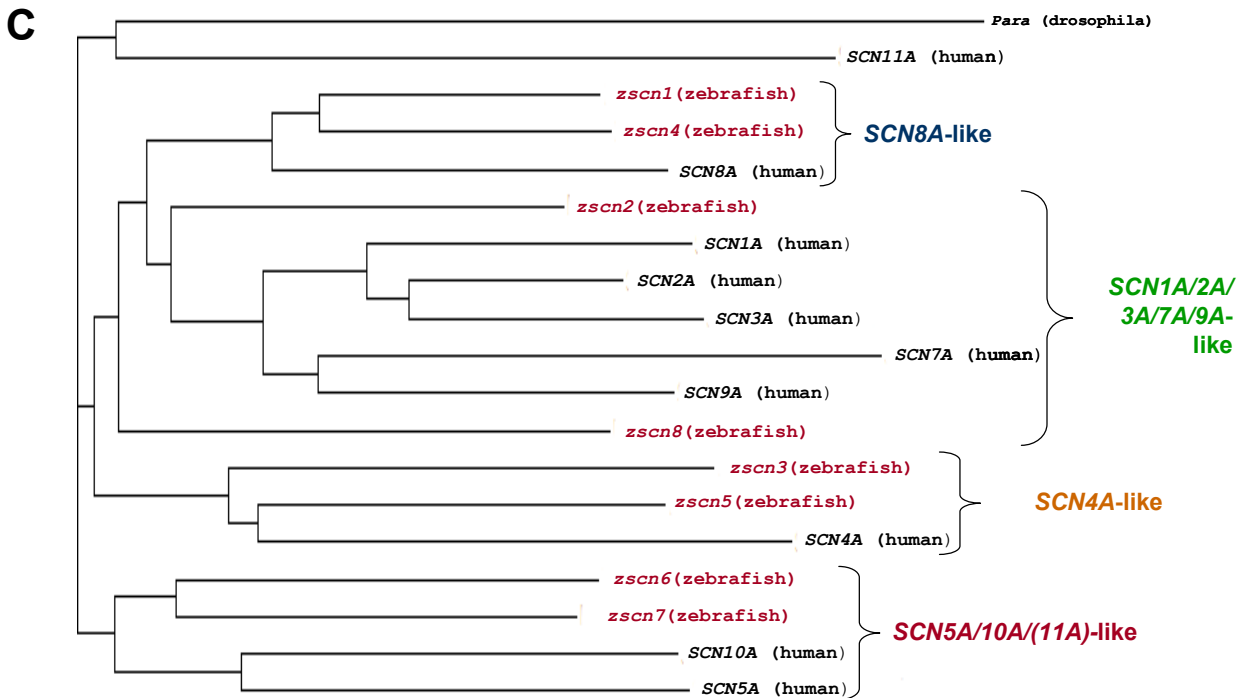 C
Para (drosophila)
SCN11A (human)
zscn1(zebrafish)
zscn4(zebrafish)
SCN8A-like
SCN8A (human)
zscn2(zebrafish)
SCN1A (human)
SCN2A (human)
SCN3A (human)
SCN1A/2A/
3A/7A/9A-
like
SCN7A (human)
SCN9A (human)
zscn8(zebrafish)
zscn3(zebrafish)
zscn5(zebrafish)
SCN4A-like
SCN4A (human)
zscn6(zebrafish)
zscn7(zebrafish)
SCN5A/10A/(11A)-like
SCN10A (human)
SCN5A (human)